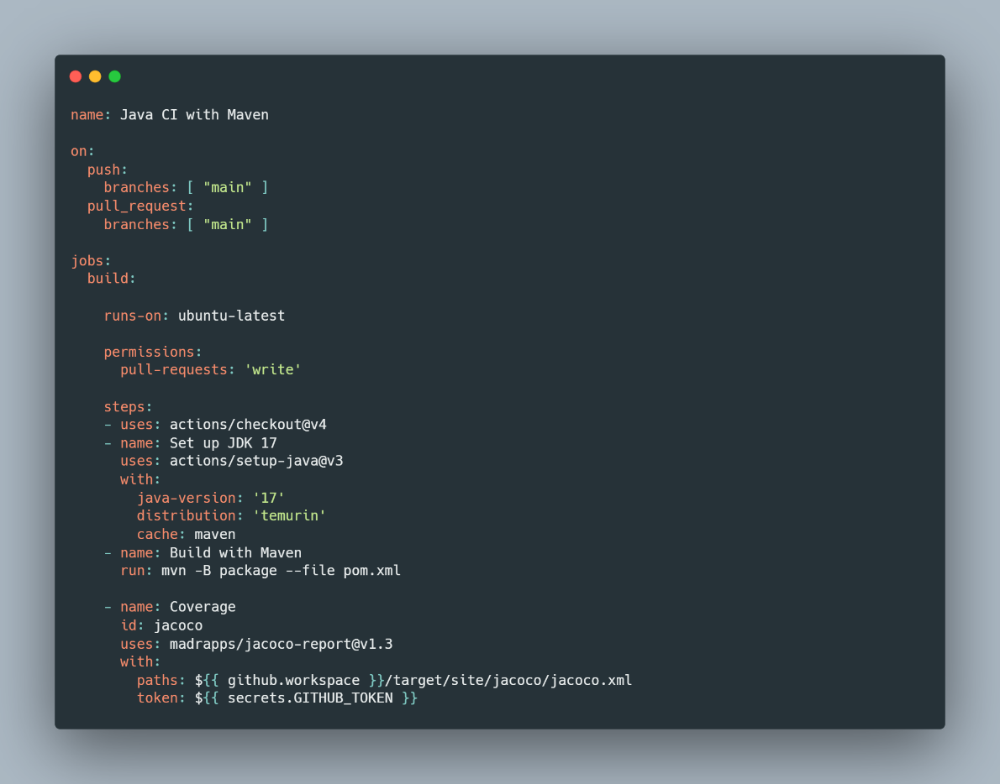 name: Java CI with Maven

on:
  push:
    branches: [ "main" ]
  pull_request:
    branches: [ "main" ]

jobs:
  build:

    runs-on: ubuntu-latest

    permissions:
      pull-requests: 'write'

    steps:
    - uses: actions/checkout@v4
    - name: Set up JDK 17
      uses: actions/setup-java@v3
      with:
        java-version: '17'
        distribution: 'temurin'
        cache: maven
    - name: Build with Maven
      run: mvn -B package --file pom.xml

    - name: Coverage
      id: jacoco
      uses: madrapps/jacoco-report@v1.3
      with:
        paths: ${{ github.workspace }}/target/site/jacoco/jacoco.xml
        token: ${{ secrets.GITHUB_TOKEN }}